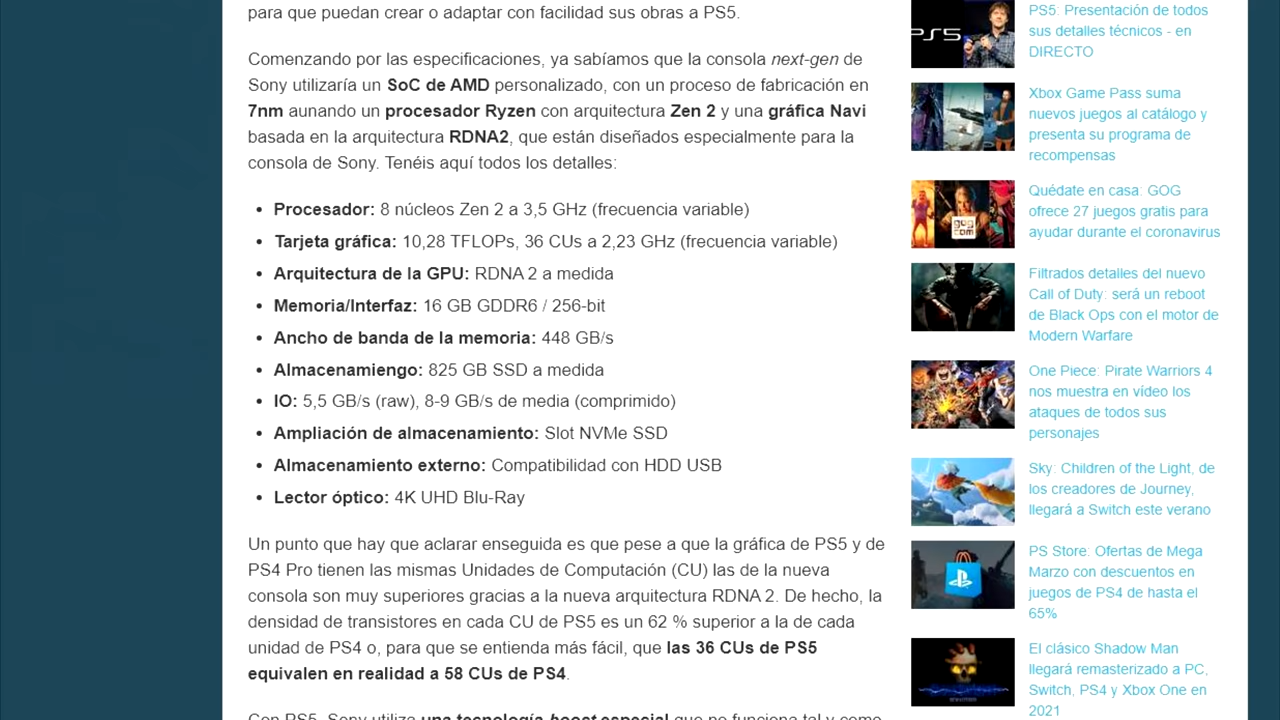 para que puedan crear o adaptar con facilidad sus obras a PS5.
Comenzando por las especificaciones, ya sabíamos que la consola next-gen de
Sony utilizaría un SoC de AMD personalizado, con un proceso de fabricación en
7nm aunando un procesador Ryzen con arquitectura Zen 2 y una gráfica Navi
basadaen la arquitectura RDNA2, que están diseñados especialmente para la
consola de Sony. Tenéis aquí todos los detalles:
• Procesador: 8 núcleos Zen 2 a 3,5 GHz (frecuencia variable)
• Tarjeta gráfica: 10,28 TFLOPs, 36 CUs a 2,23 GHz (frecuencia variable)
• Arquitectura de la GPU: RDNA 2 a medida
• Memoria/Interfaz: 16 GB GDDR6 / 256-bit
• Ancho de banda de la memoria: 448 GB/s
• Almacenamiengo: 825 GB SSD a medida
• IO: 5,5 GB/s (raw), 8-9 GB/s de media (comprimido)
• Ampliación de almacenamiento: Slot NVMe SSD
• Almacenamiento externo: Compatibilidad con HDD USB
• Lector óptico: 4K UHD Blu-Ray
Un punto que hay que aclarar enseguida es que pese a que la gráfica de PS5 y de
PS4 Pro tienen las mismas Unidades de Computación (CU) las de la nueva
consola son muy superiores gracias a la nueva arquitectura RDNA 2. De hecho, la
densidad de transistores en cada CU de PS5 es un 62 % superior a la de cada
unidad de PS4 o, para que se entienda más fácil, que las 36 CUs de PS5
equivalen en realidad a 58 CUs de PS4.
Con PS5, Sony utiliza una tecnología boost especial que no funciona tal y como
PS5
PS5: Presentación de todos
sus detalles técnicos - en
DIRECTO
Xbox Game Pass suma
nuevos juegos al catálogo y
presenta su programa de
recompensas
gog
com
Quédate en casa: GOG
ofrece 27 juegos gratis para
ayudar durante el coronavirus
Filtrados detalles del nuevo
Call of Duty: será un reboot
de Black Ops con el motor de
Modern Warfare
One Piece: Pirate Warriors 4
nos muestra en vídeo los
ataques de todos sus
personajes
Sky: Children of the Light, de
los creadores de Journey,
llegará a Switch este verano
PS Store: Ofertas de Mega
Marzo con descuentos en
juegos de PS4 de hasta el
65%
El clásico Shadow Man
llegará remasterizado a PC,
Switch, PS4 y Xbox One en
2021